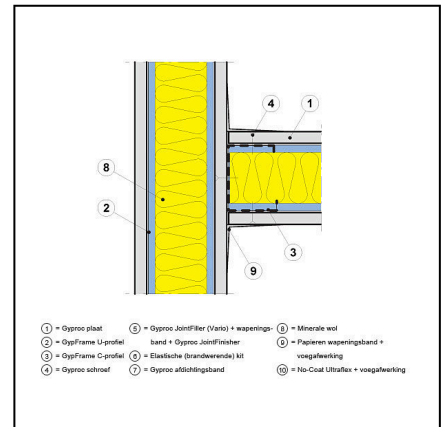 4
1
8
2
3
9
1 = Gyproc plaat
2 = GypFrame U-profiel
3 = GypFrame C-profiel
4 = Gyproc schroef
5 = Gyproc JointFiller (Vario) + wapenings-
band + Gyproc JointFinisher
6 = Elastische (brandwerende) kit
7 = Gyproc afdichtingsband
8 = Minerale wol
9 = Papieren wapeningsband +
voegafwerking
10 = No-Coat Ultraflex + voegafwerking